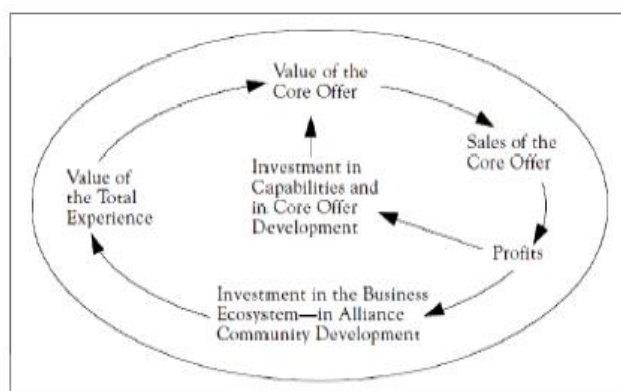 Value of the
Core Offer
Sales of the
Core Offer
Value of
the Total
Experience
Investment in
Capabilities and
in Core Offer
Development
Profits
Investment in the Business
Ecosystem—in Alliance
Community Development